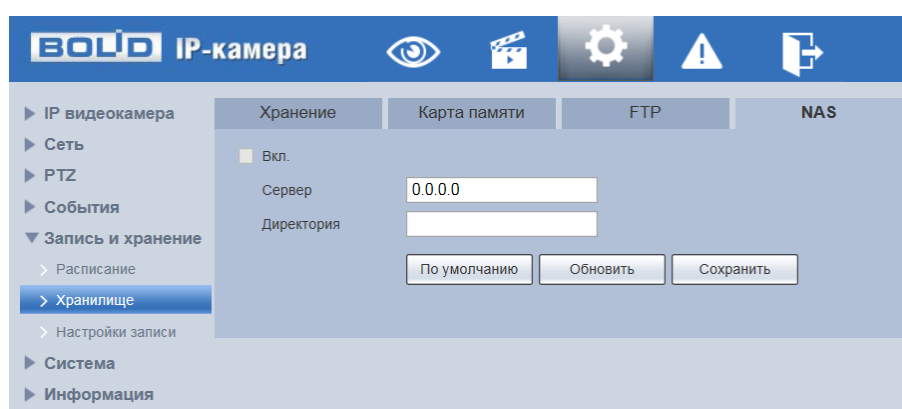 BOLID IP-камера
IP видеокамера
Сеть
PTZ
События
Запись и хранение
Расписание
Хранилище
Настройки записи
Система
Информация
Хранение Карта памяти FTP NAS
Вкл.
Сервер 0.0.0.0
Директория
По умолчанию Обновить Сохранить